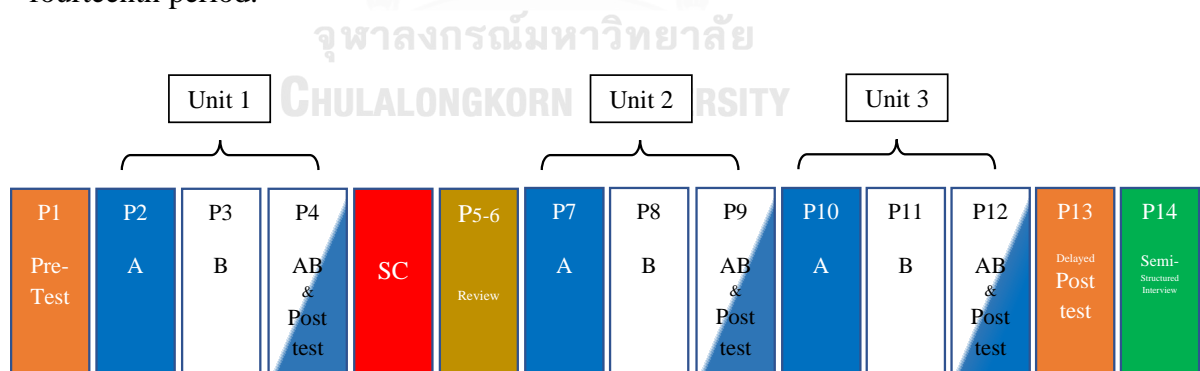 fourteenth period.
จุฬาลงกรณ์มหาวิทยาลัย
CHULALONGKORN RSITY
Unit 1
Unit 2
Unit 3
P1
Pre-
Test
P2
A
P3
B
P4
AB
&
Post
test
SC
P5-6
Review
P7
A
P8
B
P9
AB
&
Post
test
P10
A
P11
B
P12
AB
&
Post
test
P13
Delayed
Post
test
P14
Semi-
Structured
Interview